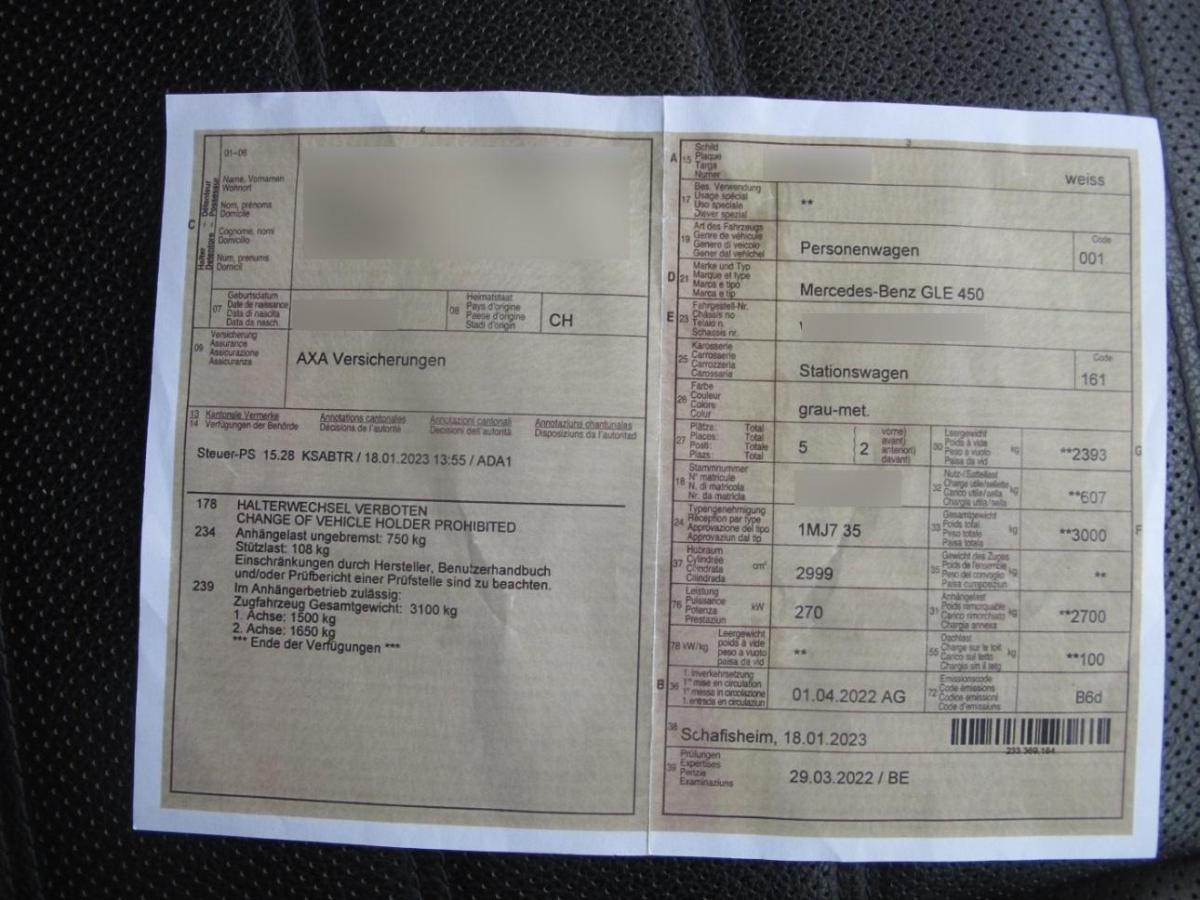 2
01-06
C
Halter - Détenteur
Detentore - Possessur
Name, Vornamen
Wohnort
Nom, prénoms
Domicile
Cognome, nomi
Domicilio
Num, prenums
Domicil
07
Geburtsdatum
Date de naissance
Data di nascita
Data da nasch.
08
Heimatstaat
Pays d'origine
Paese d'origine
Stadi d'origin
CH
09
Versicherung
Assurance
Assicurazione
Assicuranza
AXA Versicherungen
13 Kantonale Vermerke Annotations cantonales Annotazioni cantonali Annotaziuns chantunalas
14 Verfügungen der Behörde Décisions de l'autorité Decisioni dell'autorità Disposiziuns da l'autoritad
Steuer-PS 15.28 KSABTR / 18.01.2023 13:55 / ADA1
178 HALTERWECHSEL VERBOTEN
CHANGE OF VEHICLE HOLDER PROHIBITED
234 Anhängelast ungebremst: 750 kg
Stützlast: 108 kg
Einschränkungen durch Hersteller, Benutzerhandbuch
und/oder Prüfbericht einer Prüfstelle sind zu beachten.
239 Im Anhängerbetrieb zulässig:
Zugfahrzeug Gesamtgewicht: 3100 kg
1. Achse: 1500 kg
2. Achse: 1650 kg
*** Ende der Verfügungen ***
3
A 15
Schild
Plaque
Targa
Numer
weiss
17
Bes. Verwendung
Usage spécial
Uso speciale
Diever spezial
**
19
Art des Fahrzeugs
Genre de véhicule
Genere di veicolo
Gener dal vehichel
Personenwagen
Code
001
D 21
Marke und Typ
Marque et type
Marca e tipo
Marca e tip
Mercedes-Benz GLE 450
E 23
Fahrgestell-Nr.
Châssis no
Telaio n.
Schassis nr.
25
Karosserie
Carrosserie
Carrozzeria
Carossaria
Stationswagen
Code
161
26
Farbe
Couleur
Colore
Colur
grau-met.
27
Plätze: Total
Places: Total
Posti: Totale
Plazs: Total
5
2
vorne)
avant)
anteriori)
davant)
30
Leergewicht
Poids à vide
Peso a vuoto
Paisa da vid
kg
**2393
G
18
Stammnummer
N° matricule
N. di matricola
Nr. da matricla
32
Nutz-/Sattellast
Charge utile/sellette
Carico utile/sella
Chargia utila/sella
kg
**607
24
Typengenehmigung
Réception par type
Approvazione del tipo
Approvaziun dal tip
1MJ7 35
33
Gesamtgewicht
Poids total
Peso totale
Paisa totala
kg
**3000
F
37
Hubraum
Cylindrée
Cilindrata
Cilindrada
cm³
2999
35
Gewicht des Zuges
Poids de l'ensemble
Peso del convoglio
Paisa cumposiziun
kg
**
76
Leistung
Puissance
Potenza
Prestaziun
kW
270
31
Anhängelast
Poids remorquable
Carico rimorchiato
Chargia annexa
kg
**2700
78 kW/kg
Leergewicht
poids à vide
peso a vuoto
paisa da vid
**
55
Dachlast
Charge sur le toit
Carico sul tetto
Chargia sin il tetg
kg
**100
B 36
1. Inverkehrsetzung
1re mise en circulation
1a messa in circolazione
1. entrada en circulaziun
01.04.2022 AG
72
Emissionscode
Code émissions
Codice emissioni
Code d'emissiuns
B6d
38 Schafisheim, 18.01.2023
233.369.184
39
Prüfungen
Expertises
Perizie
Examinaziuns
29.03.2022 / BE